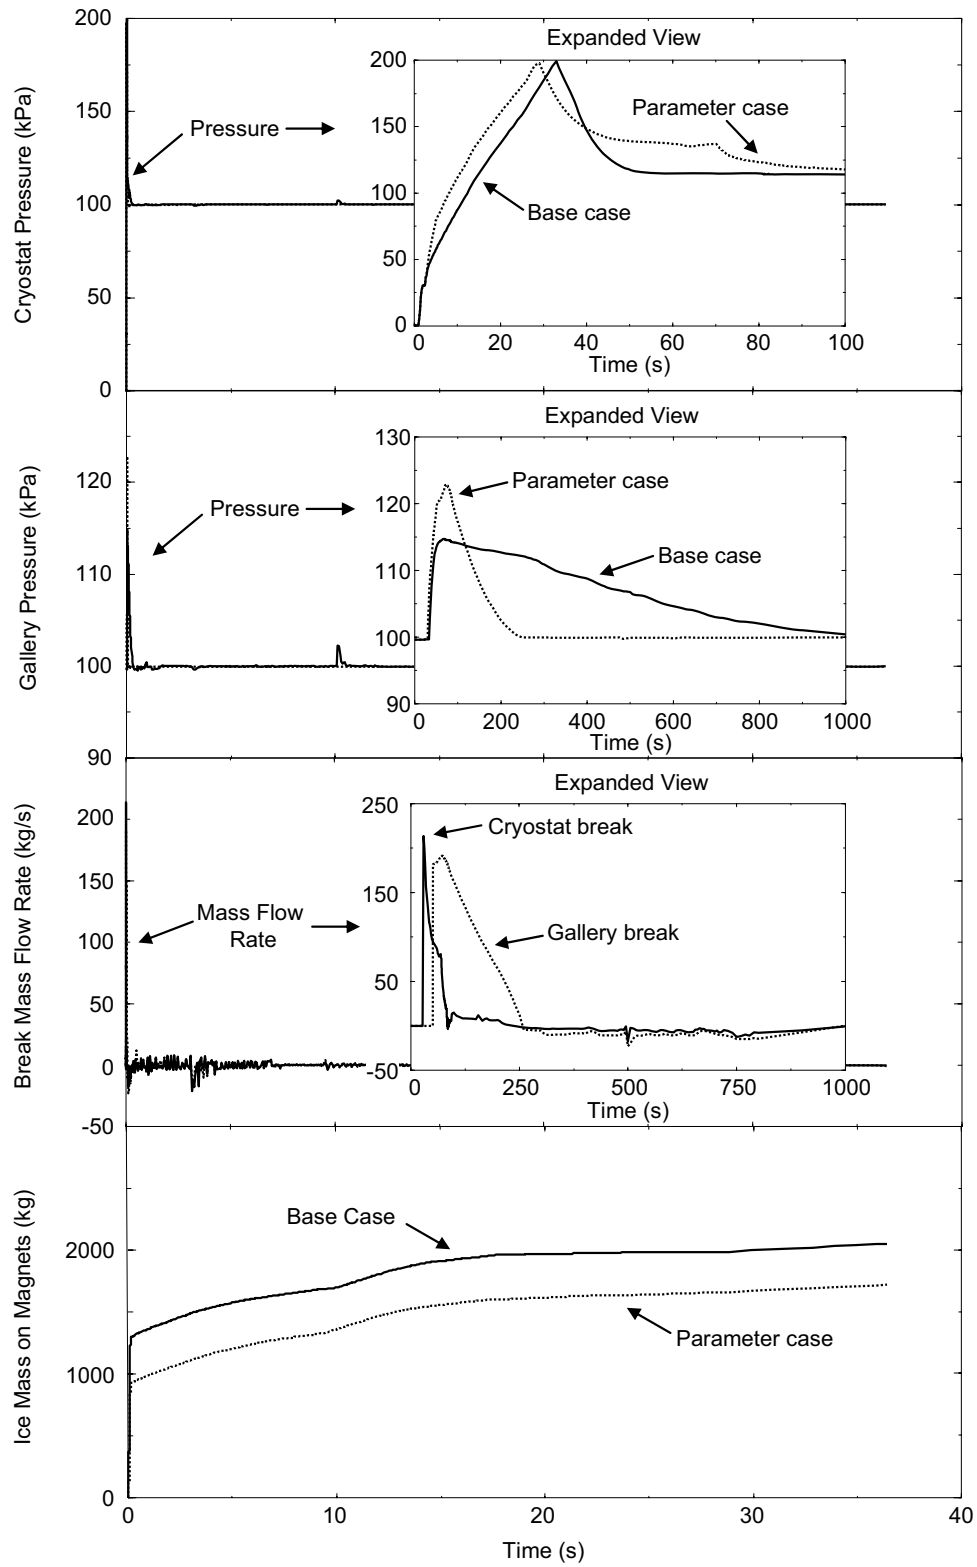 200
150
100
50
0
Cryostat Pressure (kPa)
Pressure
Expanded View
200
150
100
50
0
Parameter case
Base case
0 20 40 60 80 100
Time (s)
120
110
100
90
Gallery Pressure (kPa)
Pressure
Expanded View
130
120
110
100
90
Parameter case
Base case
0 200 400 600 800 1000
Time (s)
200
150
100
50
0
-50
Break Mass Flow Rate (kg/s)
Mass Flow
Rate
Expanded View
250
150
50
-50
Cryostat break
Gallery break
0 250 500 750 1000
Time (s)
2000
1000
0
Ice Mass on Magnets (kg)
Base Case
Parameter case
0 10 20 30 40
Time (s)